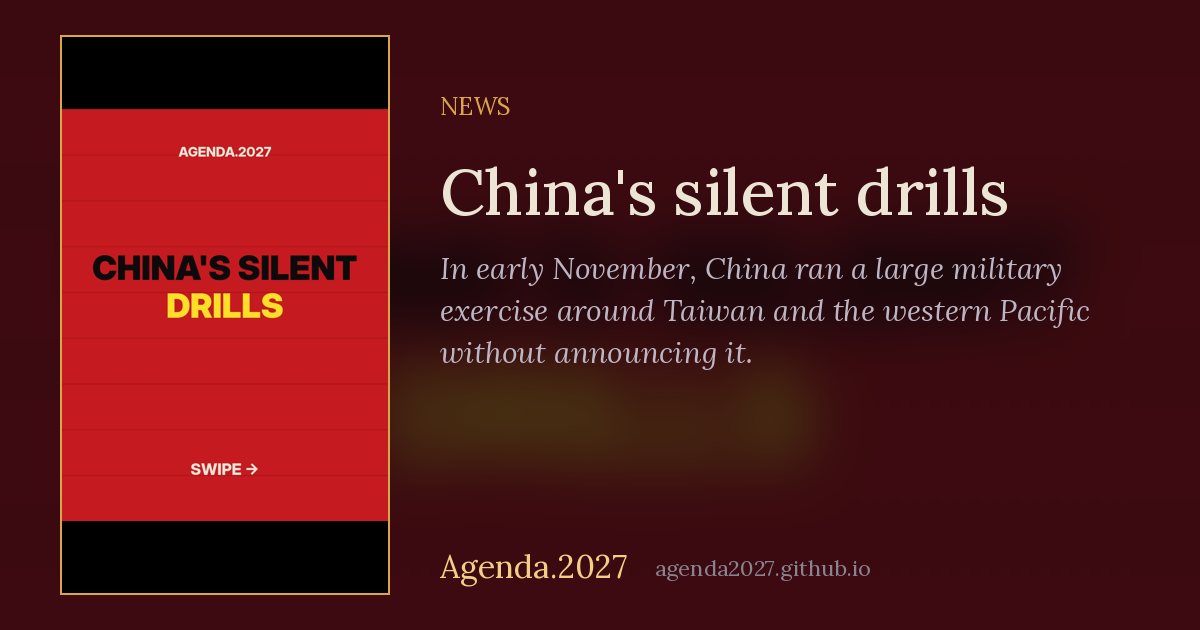 AGENDA.2027
CHINA'S SILENT
DRILLS
SWIPE →
NEWS
China's silent drills
In early November, China ran a large military
exercise around Taiwan and the western Pacific
without announcing it.
Agenda.2027
agenda2027.github.io